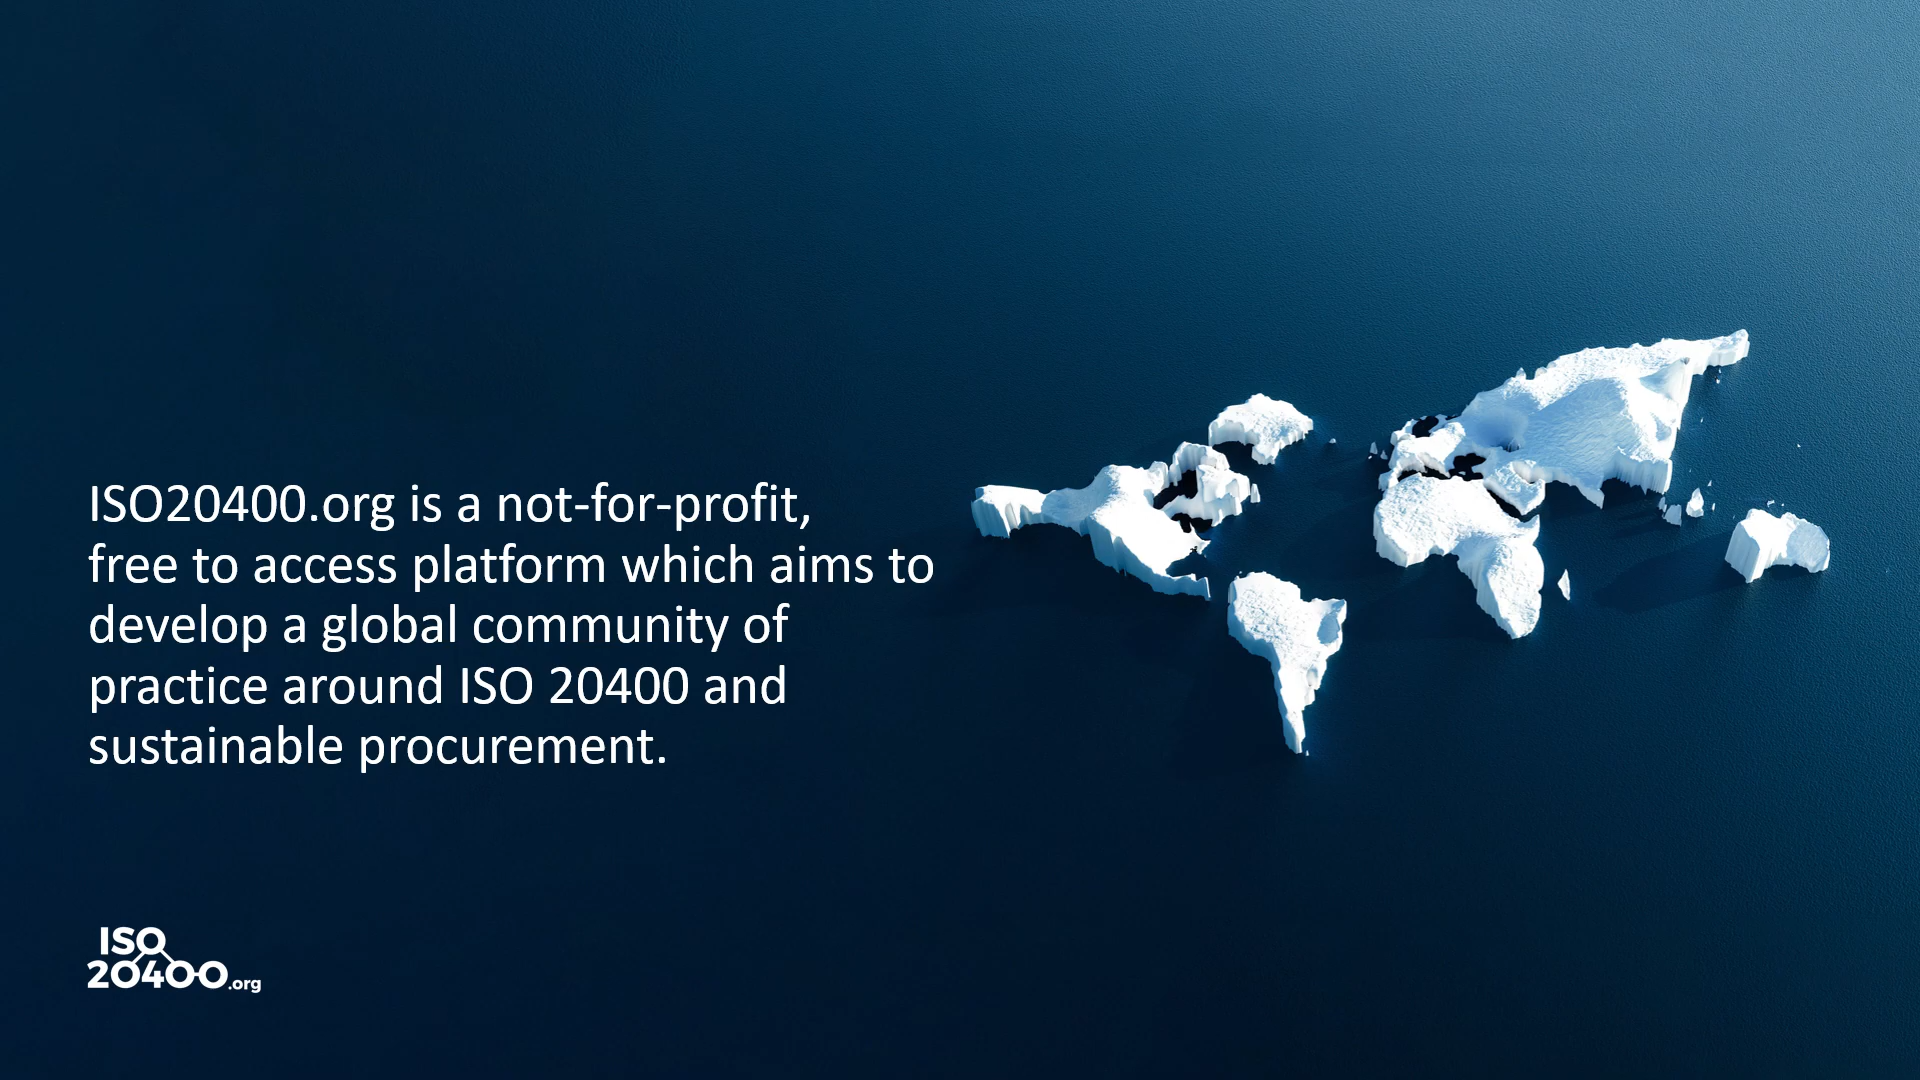 ISO20400.org is a not-for-profit,
free to access platform which aims to
develop a global community of
practice around ISO 20400 and
sustainable procurement.
ISO
20400.org